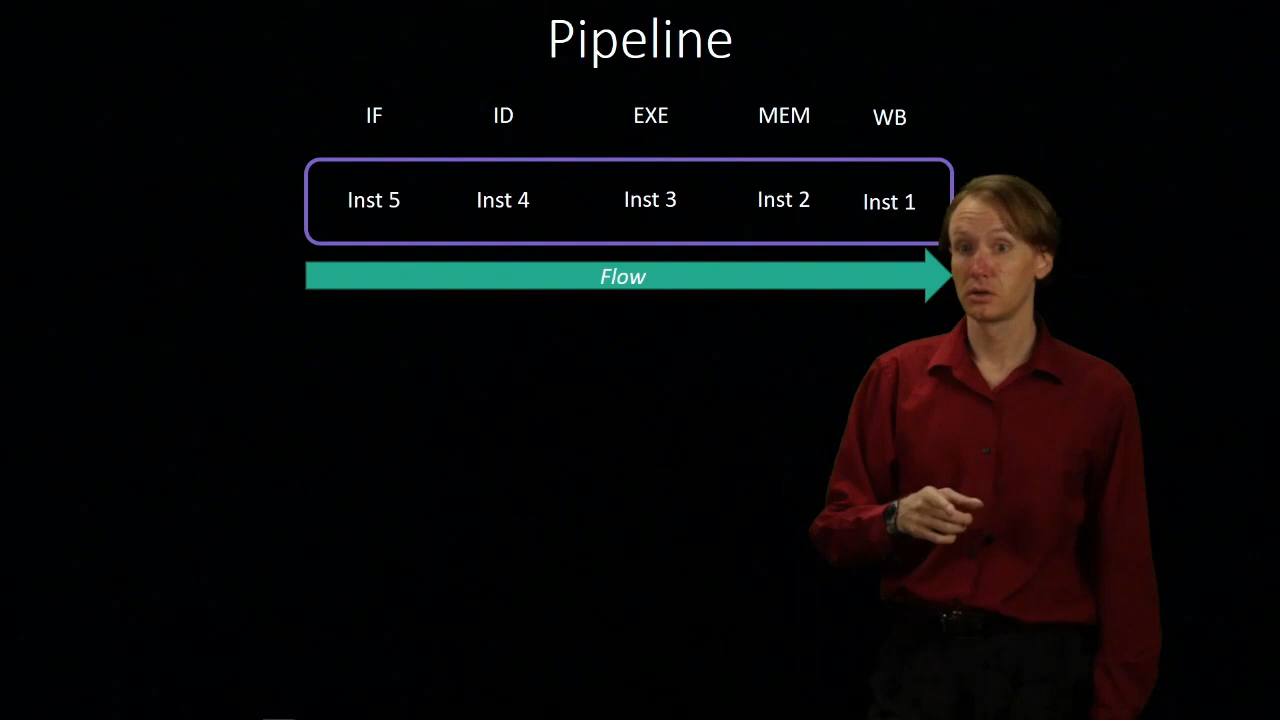 Pipeline
IF ID EXE MEM WB
Inst 5 Inst 4 Inst 3 Inst 2 Inst 1
Flow